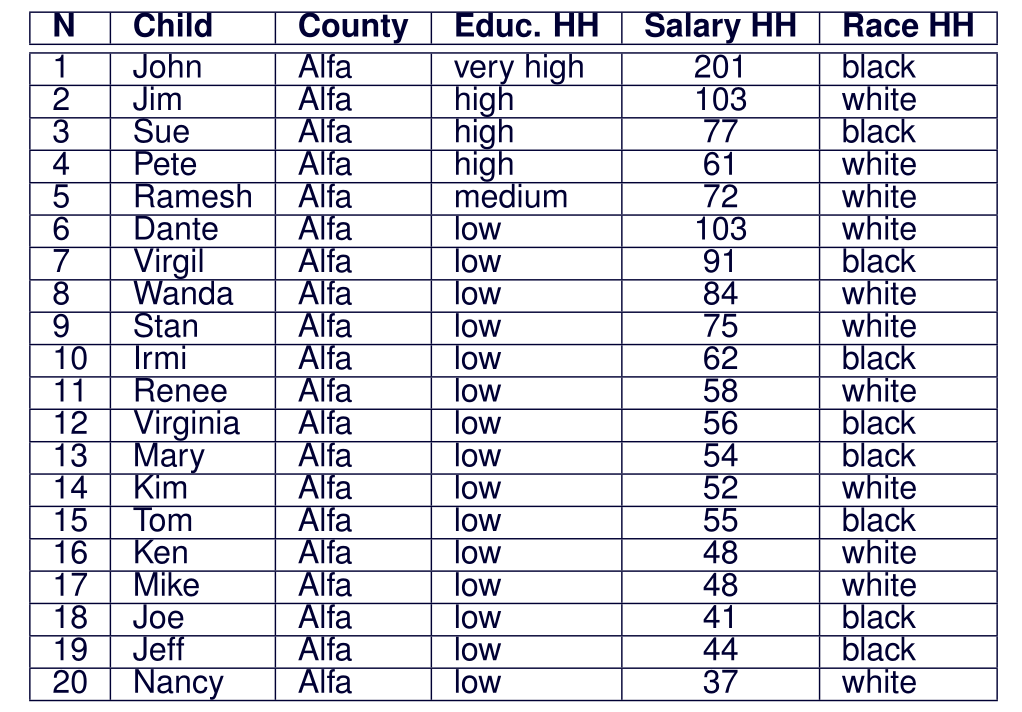 N Child County Educ. HH Salary HH Race HH
1 John Alfa very high 201 black
2 Jim Alfa high 103 white
3 Sue Alfa high 77 black
4 Pete Alfa high 61 white
5 Ramesh Alfa medium 72 white
6 Dante Alfa low 103 white
7 Virgil Alfa low 91 black
8 Wanda Alfa low 84 white
9 Stan Alfa low 75 white
10 Irmi Alfa low 62 black
11 Renee Alfa low 58 white
12 Virginia Alfa low 56 black
13 Mary Alfa low 54 black
14 Kim Alfa low 52 white
15 Tom Alfa low 55 black
16 Ken Alfa low 48 white
17 Mike Alfa low 48 white
18 Joe Alfa low 41 black
19 Jeff Alfa low 44 black
20 Nancy Alfa low 37 white